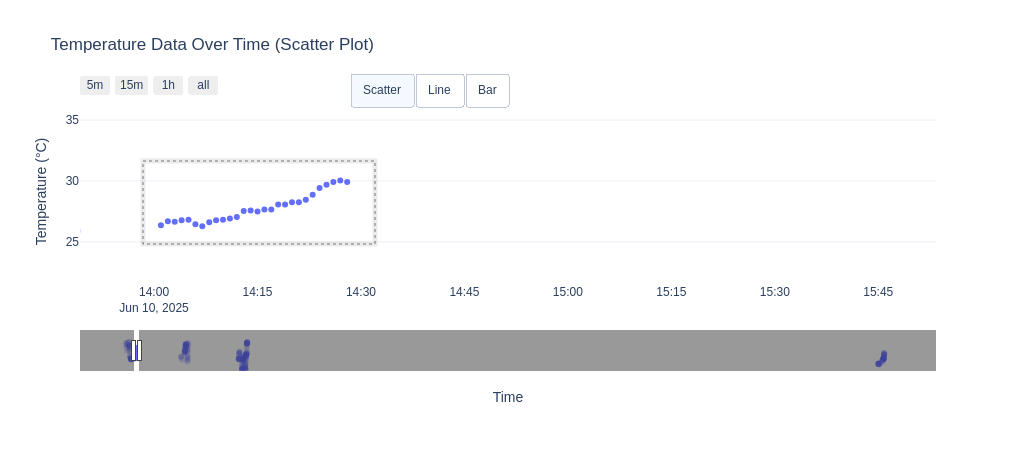 Temperature Data Over Time (Scatter Plot)
5m 15m 1h all
Scatter Line Bar
Temperature (°C)
35
30
25
14:00 14:15 14:30 14:45 15:00 15:15 15:30 15:45
Jun 10, 2025
Time